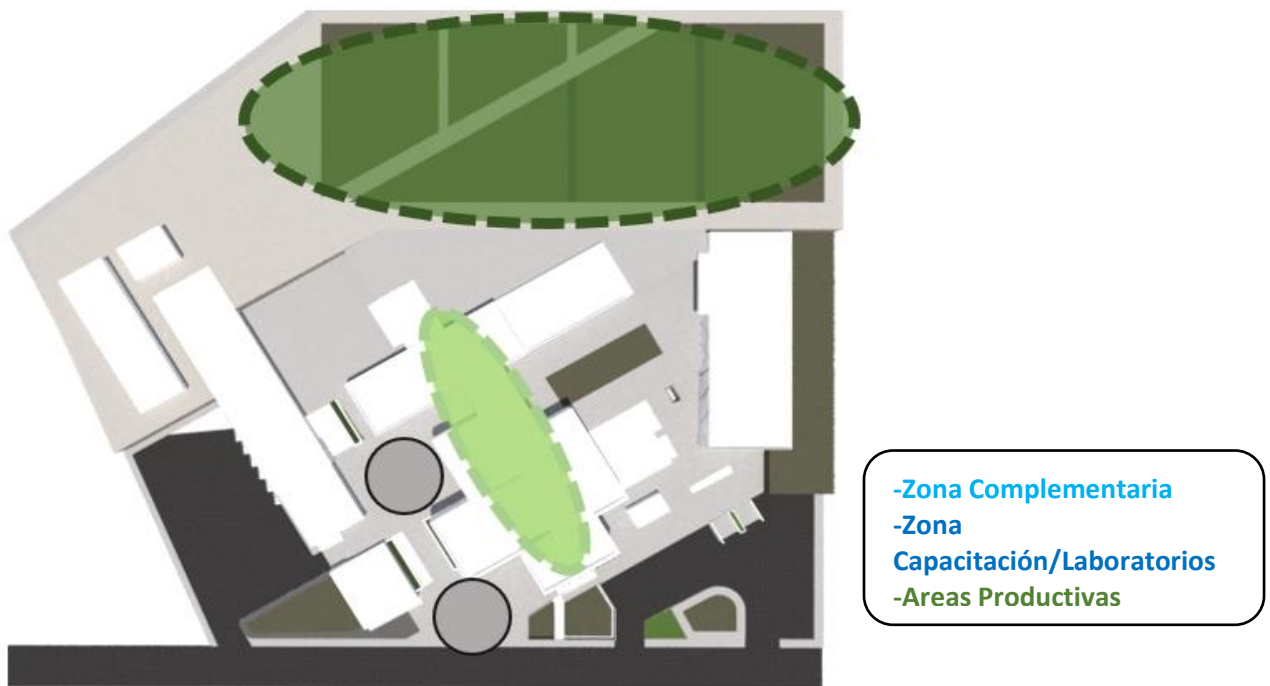 -Zona Complementaria
-Zona
Capacitación/Laboratorios
-Areas Productivas